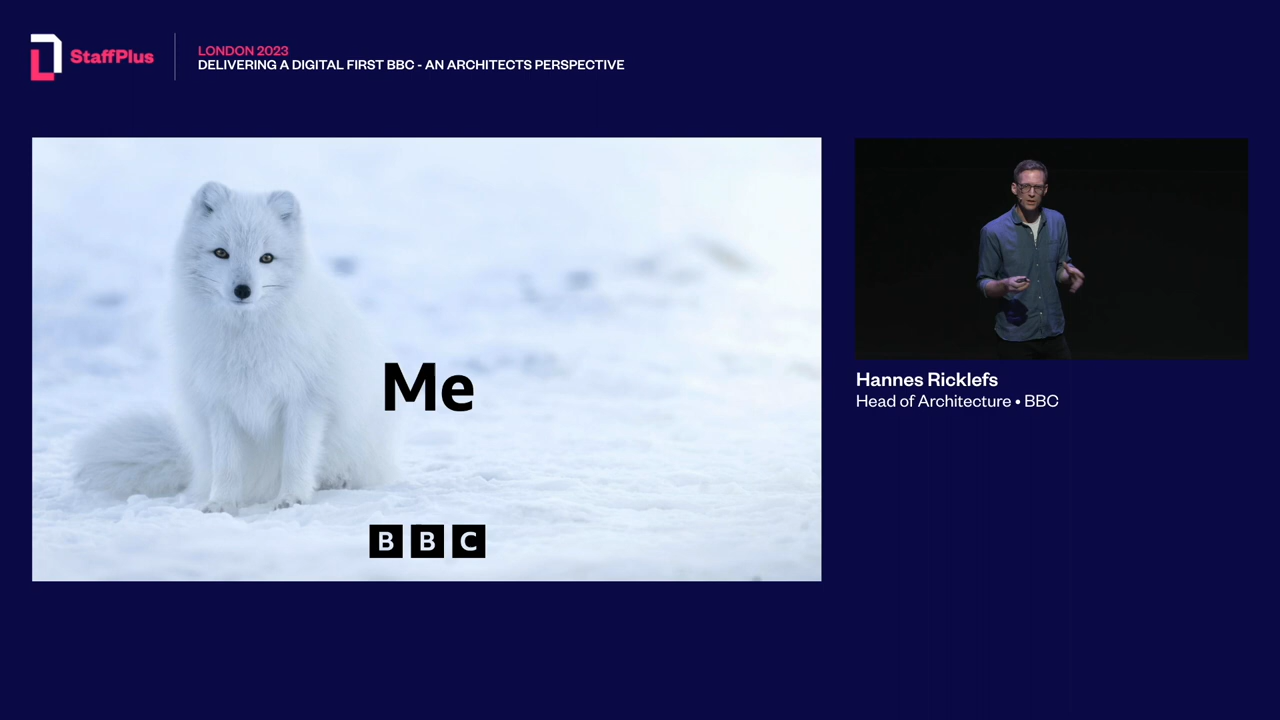 StaffPlus
LONDON 2023
DELIVERING A DIGITAL FIRST BBC - AN ARCHITECTS PERSPECTIVE
Me
BBC
Hannes Ricklefs
Head of Architecture • BBC